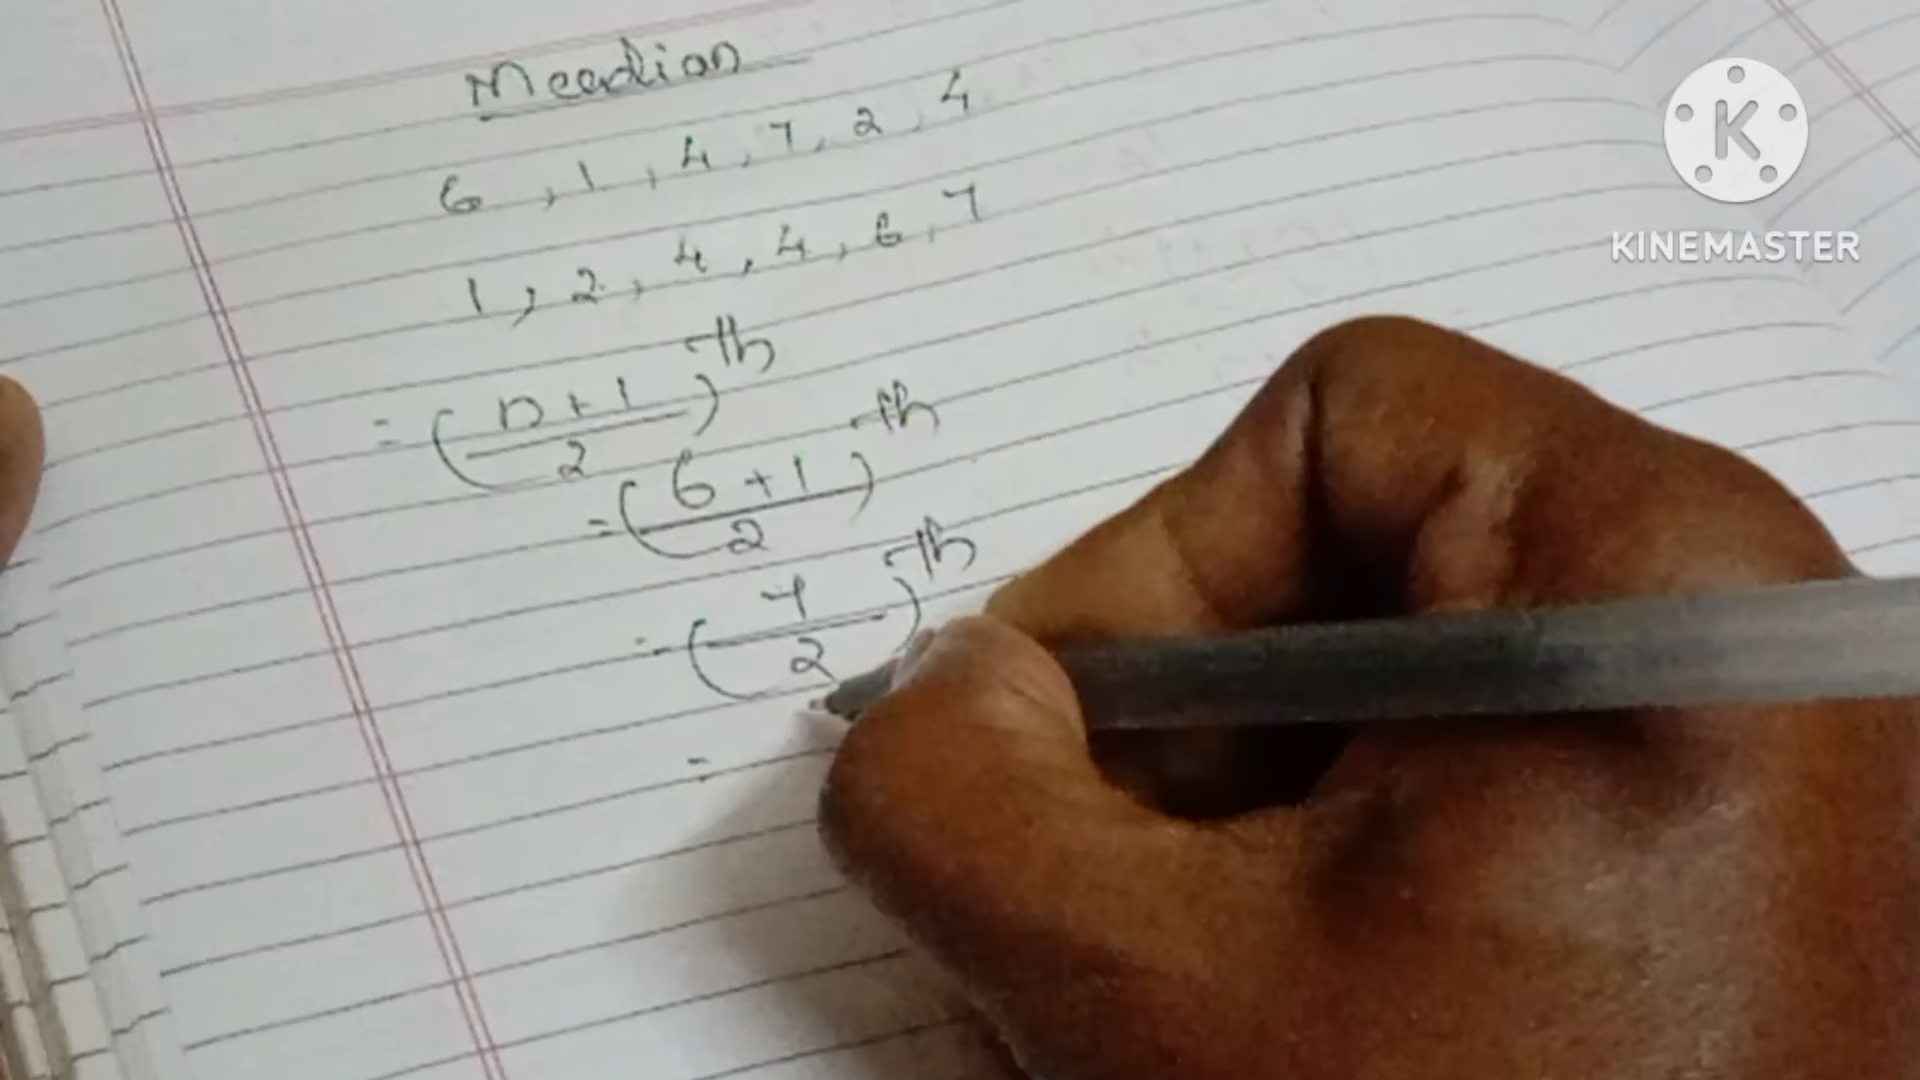 Meedian
6, 1, 4, 7, 2, 4
1, 2, 4, 4, 6, 7
= (n+1/2)th
= (6+1/2)th
= (7/2)th
=
K
KINEMASTER